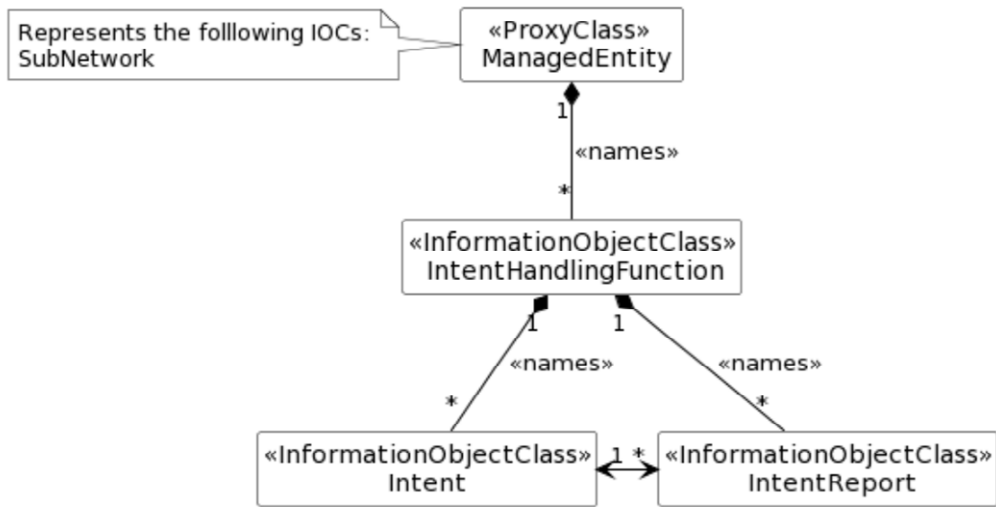 Represents the folllowing IOCs:
SubNetwork
«ProxyClass»
ManagedEntity
1
«names»
*
«InformationObjectClass»
IntentHandlingFunction
1
1
«names»
«names»
*
*
«InformationObjectClass»
Intent
1 *
«InformationObjectClass»
IntentReport